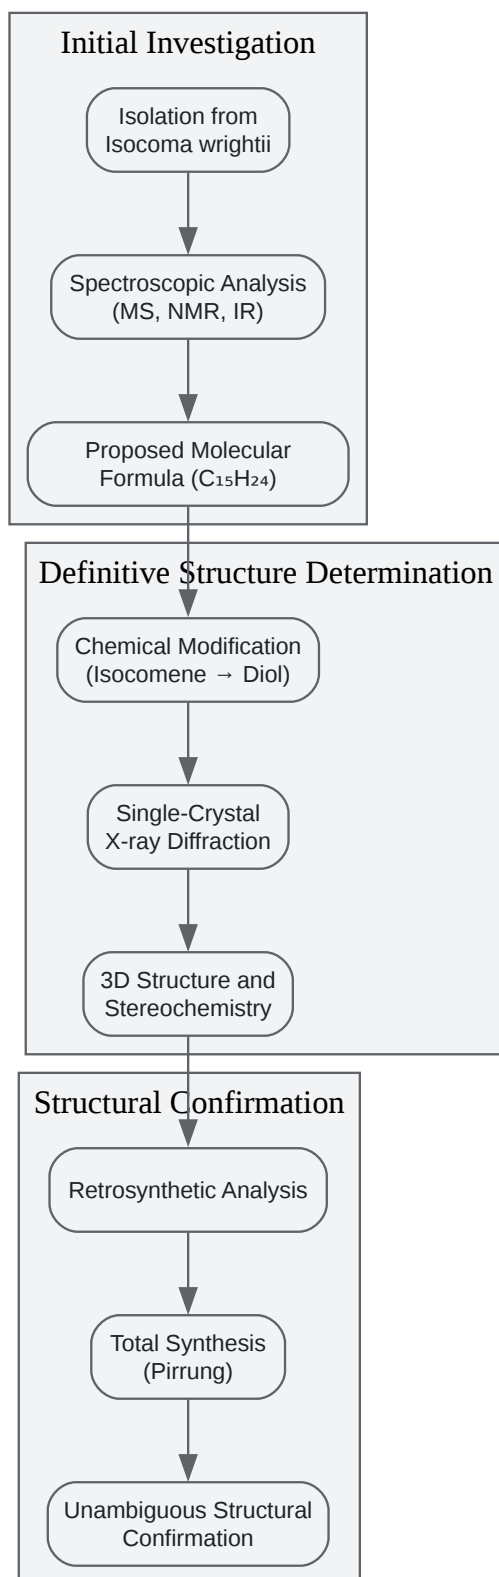 Initial Investigation
Isolation from
Isocoma wrightii
Spectroscopic Analysis
(MS, NMR, IR)
Proposed Molecular
Formula (C₁₅H₂₄)
Definitive Structure Determination
Chemical Modification
(Isocomene → Diol)
Single-Crystal
X-ray Diffraction
3D Structure and
Stereochemistry
Structural Confirmation
Retrosynthetic Analysis
Total Synthesis
(Pirrung)
Unambiguous Structural
Confirmation